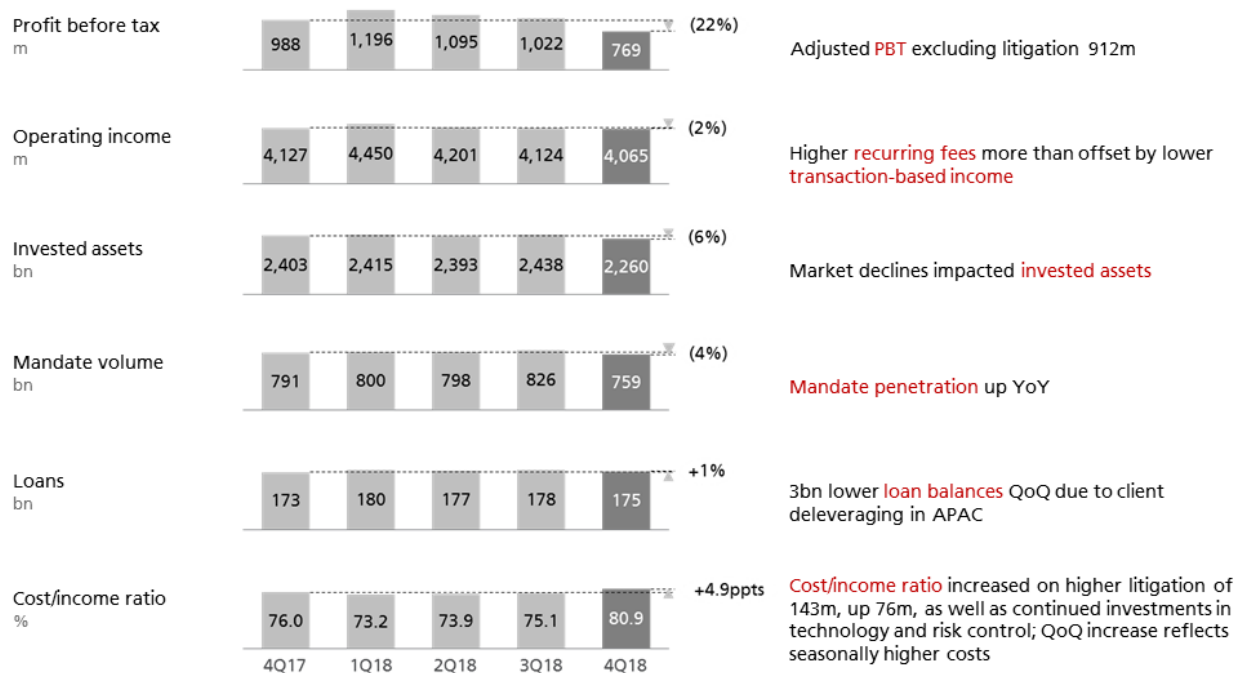 Profit before tax
m
988
1,196
1,095
1,022
769
(22%)
Adjusted PBT excluding litigation 912m
Operating income
m
4,127
4,450
4,201
4,124
4,065
(2%)
Higher recurring fees more than offset by lower
transaction-based income
Invested assets
bn
2,403
2,415
2,393
2,438
2,260
(6%)
Market declines impacted invested assets
Mandate volume
bn
791
800
798
826
759
(4%)
Mandate penetration up YoY
Loans
bn
173
180
177
178
175
+1%
3bn lower loan balances QoQ due to client
deleveraging in APAC
Cost/income ratio
%
76.0
73.2
73.9
75.1
80.9
+4.9ppts
Cost/income ratio increased on higher litigation of
143m, up 76m, as well as continued investments in
technology and risk control; QoQ increase reflects
seasonally higher costs
4Q17
1Q18
2Q18
3Q18
4Q18